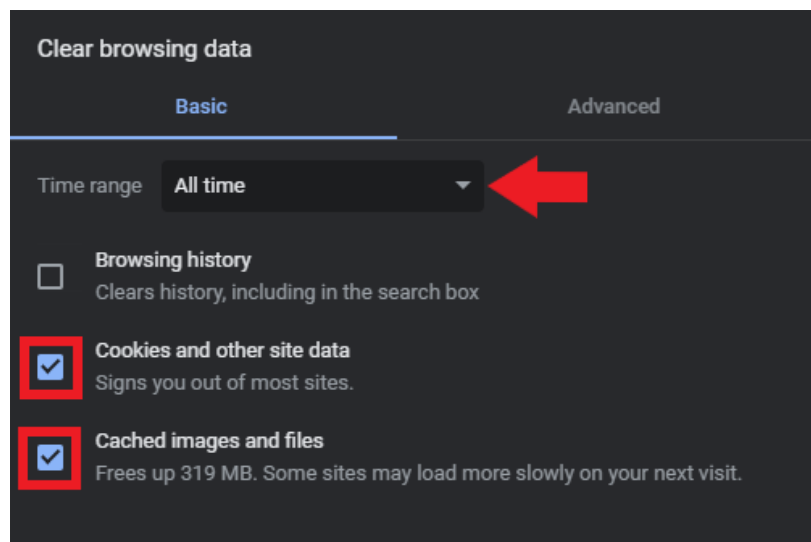 Clear browsing data
Basic Advanced
Time range All time
Browsing history
Clears history, including in the search box
Cookies and other site data
Signs you out of most sites.
Cached images and files
Frees up 319 MB. Some sites may load more slowly on your next visit.